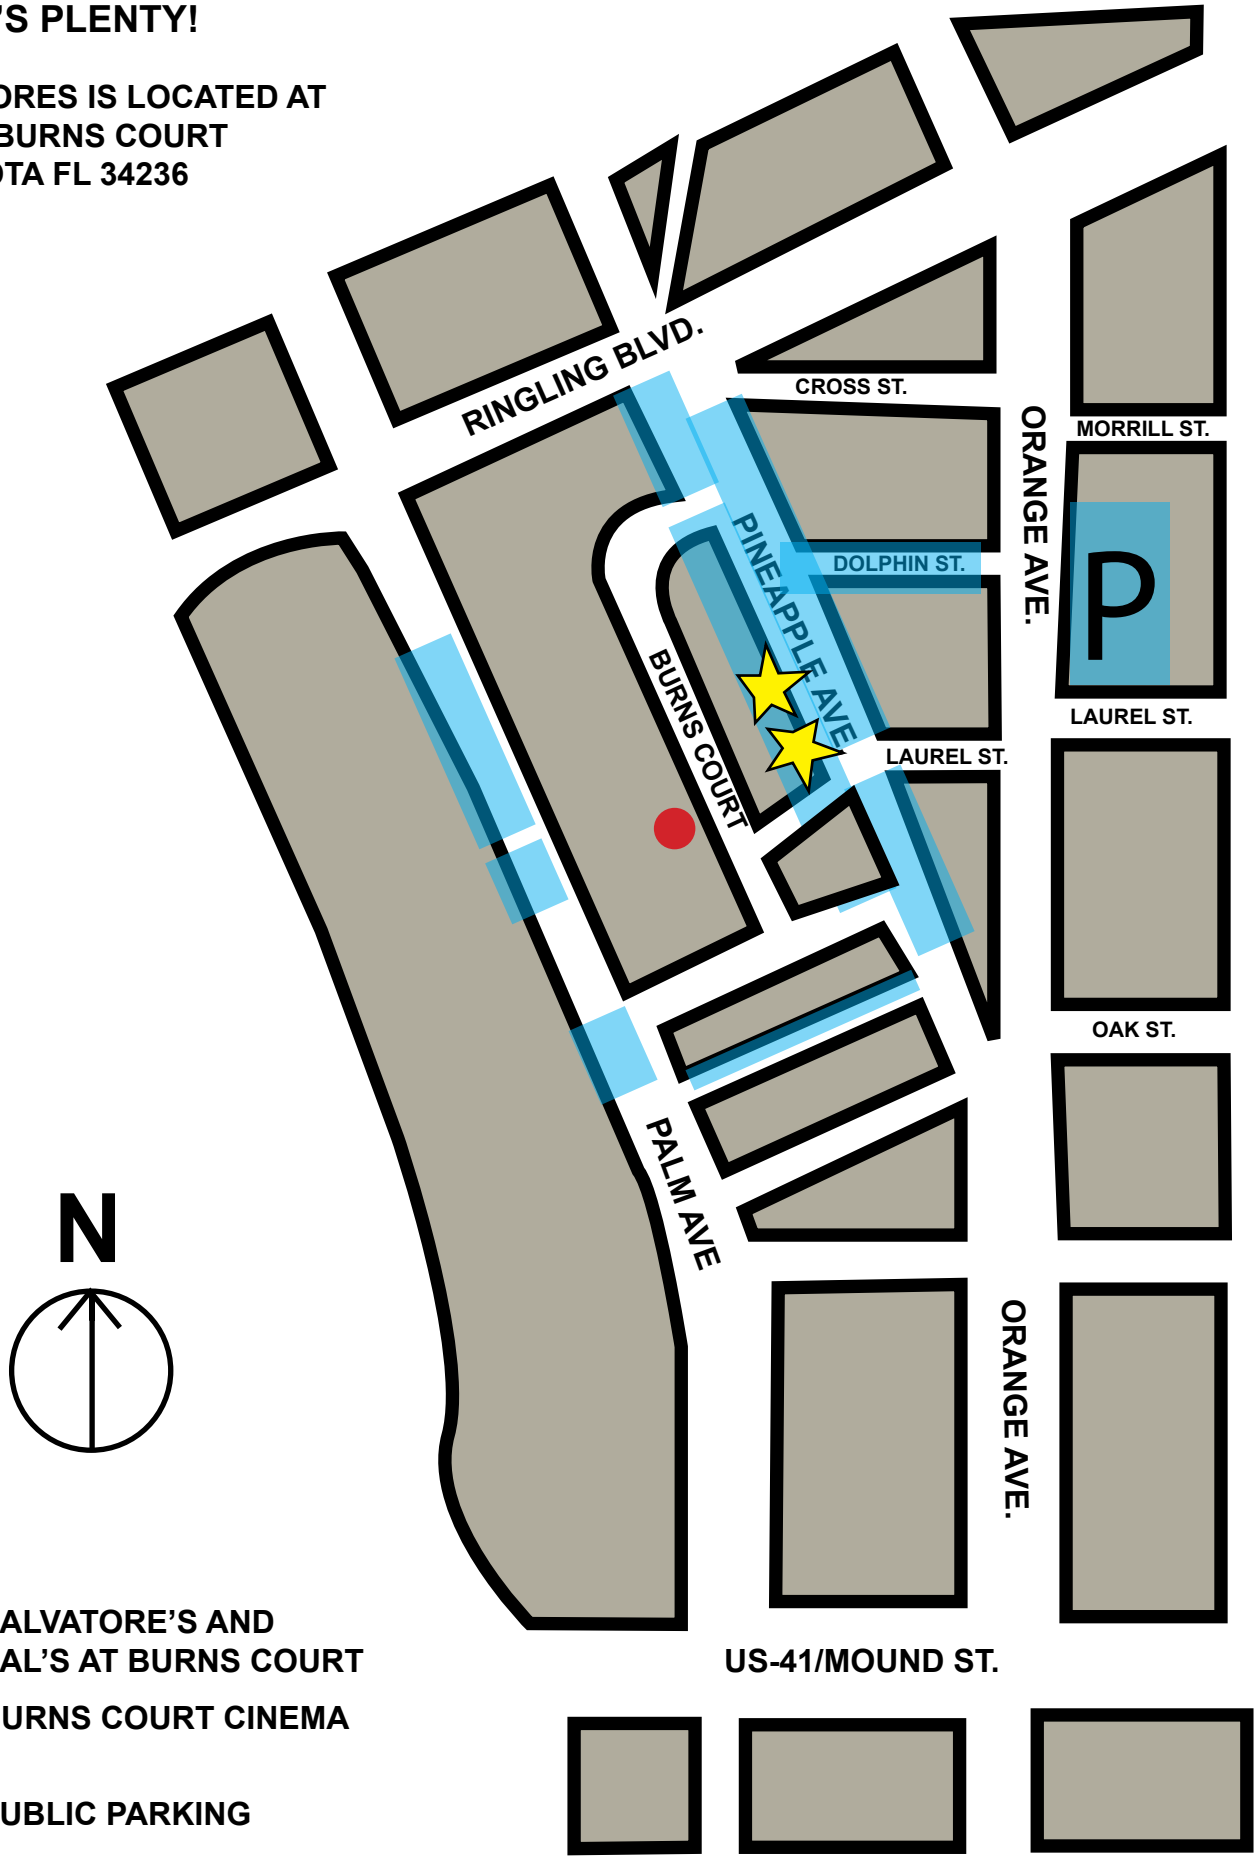 'S PLENTY!
ORES IS LOCATED AT
BURNS COURT
OTA FL 34236
RINGLING BLVD.
CROSS ST.
ORANGE AVE.
MORRILL ST.
PINEAPPLE AVE
DOLPHIN ST.
P
BURNS COURT
LAUREL ST.
LAUREL ST.
OAK ST.
PALM AVE
N
ORANGE AVE.
ALVATORE'S AND
AL'S AT BURNS COURT
US-41/MOUND ST.
URNS COURT CINEMA
UBLIC PARKING